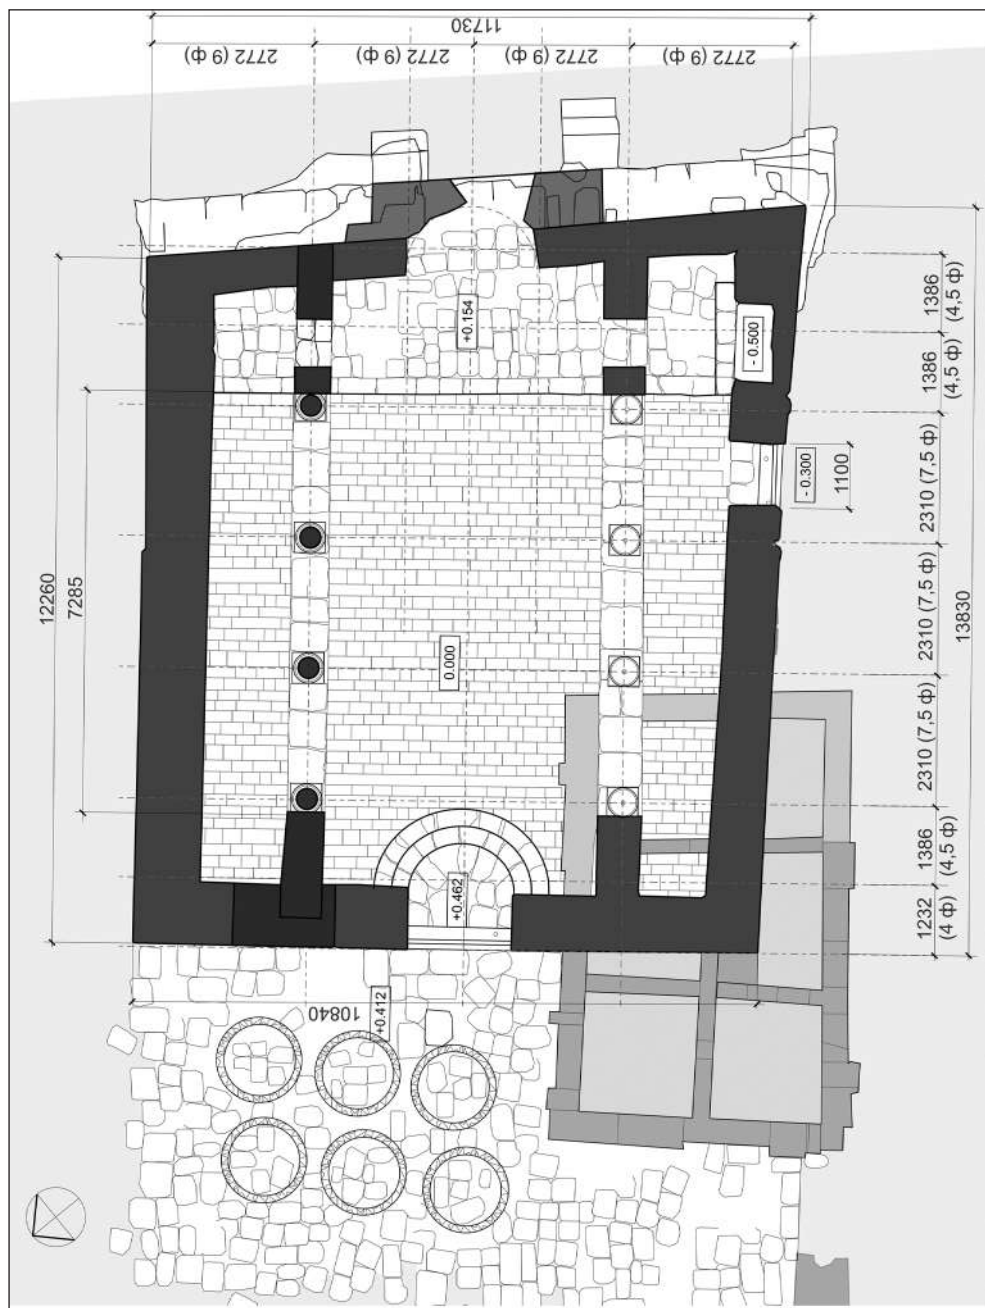 11730
2772 (9 ф)
2772 (9 ф)
2772 (9 ф)
2772 (9 ф)
+0.154
- 0.500
1386
(4,5 ф)
1386
(4,5 ф)
- 0.300
1100
2310 (7,5 ф)
2310 (7,5 ф)
2310 (7,5 ф)
13830
12260
7285
0.000
1386
(4,5 ф)
+0.462
1232
(4 ф)
10840
+0.412